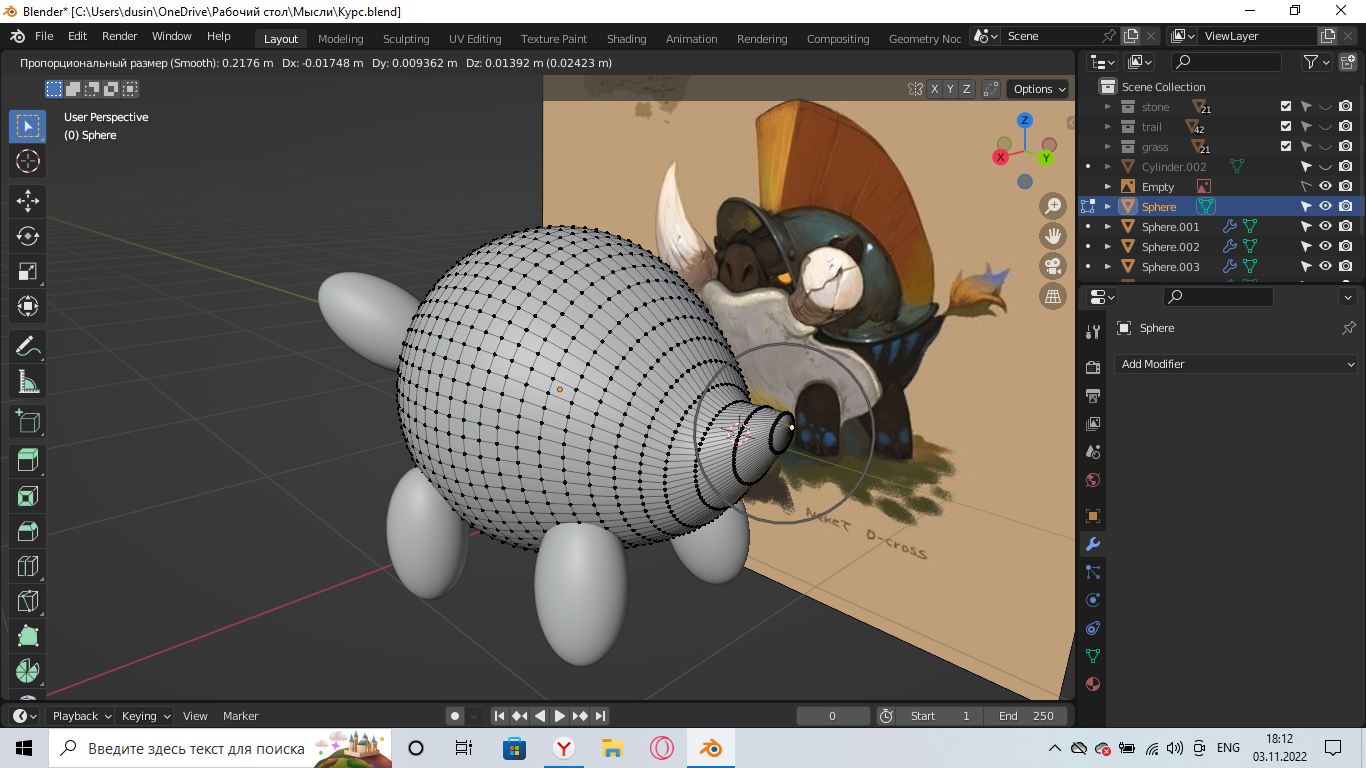 Blender* [C:\Users\dusin\OneDrive\Рабочий стол\Мысли\Курс.blend]
File Edit Render Window Help Layout Modeling Sculpting UV Editing Texture Paint Shading Animation Rendering Compositing Geometry Noc Scene ViewLayer
Пропорциональный размер (Smooth): 0.2176 m Dx: -0.01748 m Dy: 0.009362 m Dz: 0.01392 m (0.02423 m)
X Y Z Options
User Perspective
(0) Sphere
Z
X
Y
NekeT D-cross
Scene Collection
stone 21
trail 42
grass 21
Cylinder.002
Empty
Sphere
Sphere.001
Sphere.002
Sphere.003
Sphere
Add Modifier
Playback Keying View Marker 0 Start 1 End 250
Введите здесь текст для поиска
ENG
18:12
03.11.2022